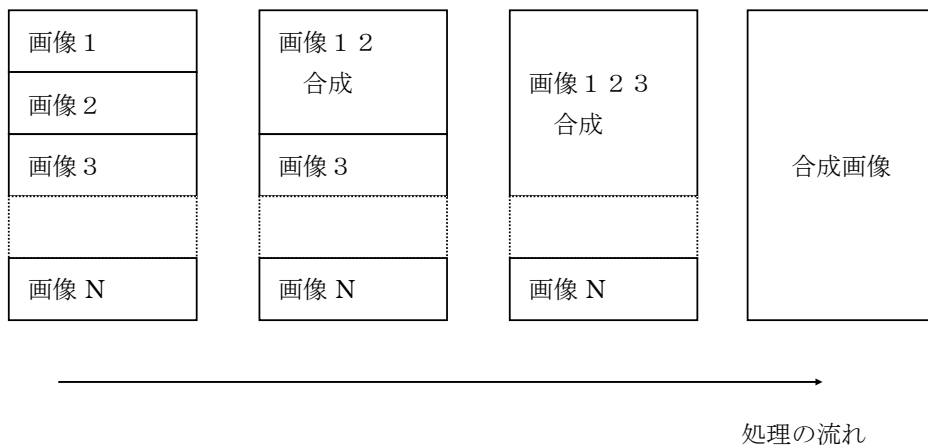 画像１
画像２
画像３
画像 N
画像１２
合成
画像３
画像 N
画像１２３
合成
画像 N
合成画像
処理の流れ